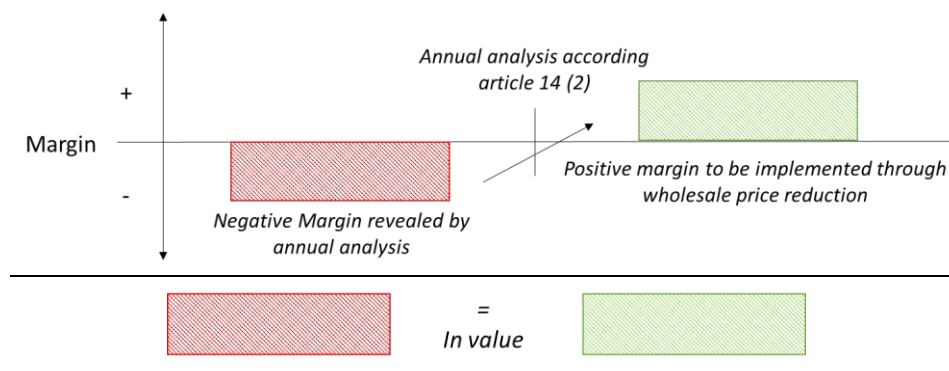 Annual analysis according
article 14 (2)
+
Margin
-
Positive margin to be implemented through
wholesale price reduction
Negative Margin revealed by
annual analysis
=
In value